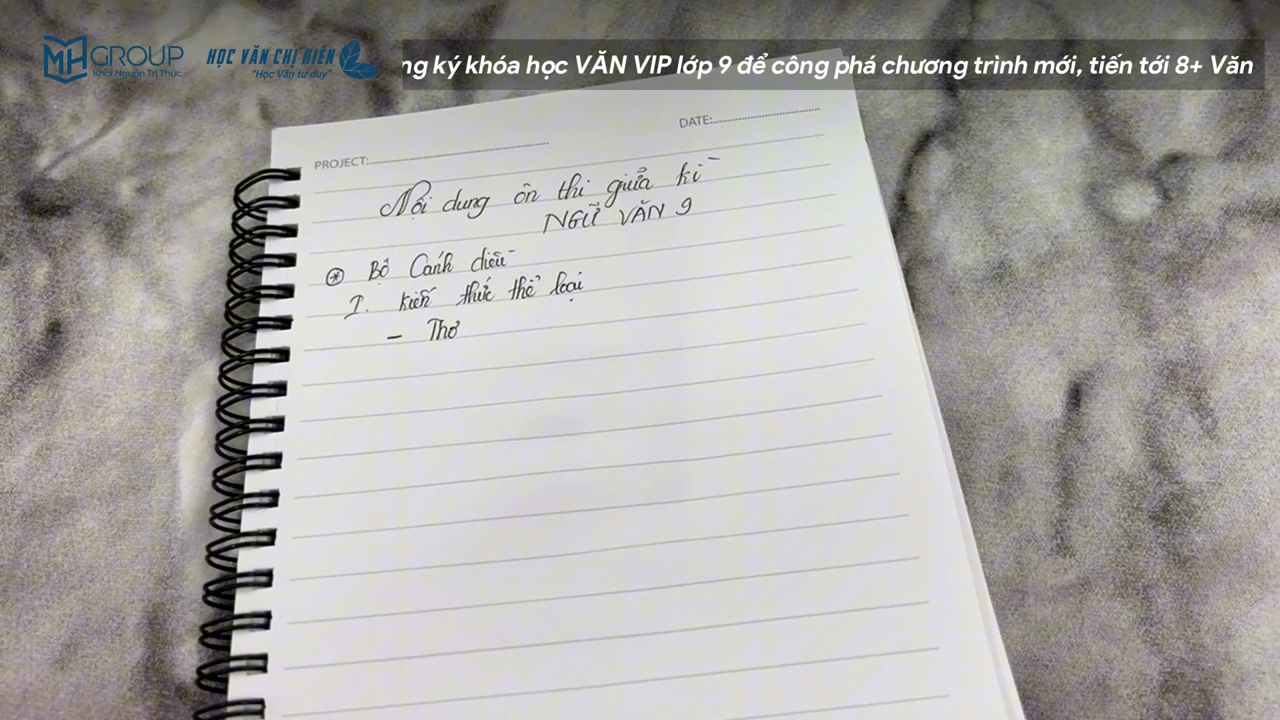 MH GROUP
Khơi Nguồn Tri Thức
HỌC VĂN CHỊ HIÊN
"Học Văn tư duy"
ng ký khóa học VĂN VIP lớp 9 để công phá chương trình mới, tiến tới 8+ Văn
PROJECT:
DATE:
Nội dung ôn thi giữa kì
NGỮ VĂN 9
* Bộ Cánh diều
I. Kiến thức thể loại
- Thơ